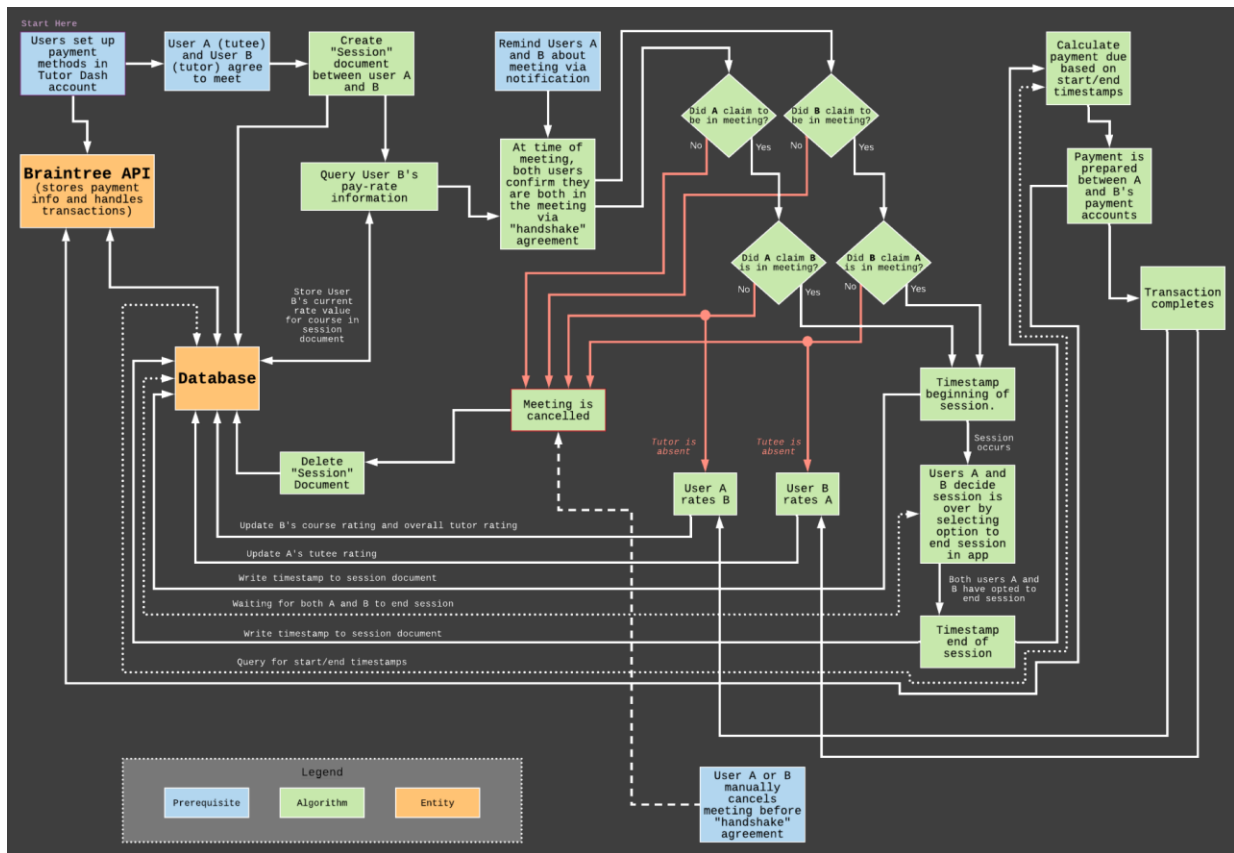 Start Here
Users set up
payment
methods in
Tutor Dash
account
User A (tutee)
and User B
(tutor) agree
to meet
Create
"Session"
document
between user A
and B
Remind Users A
and B about
meeting via
notification
Did A claim to
be in meeting?
Did B claim to
be in meeting?
Calculate
payment due
based on
start/end
timestamps
No
Yes
No
Yes
Braintree API
(stores payment
info and handles
transactions)
Query User B's
pay-rate
information
At time of
meeting,
both users
confirm they
are both in
the meeting
via
"handshake"
agreement
Payment is
prepared
between A
and B's
payment
accounts
Did A claim B
is in meeting?
Did B claim A
is in meeting?
No
Yes
No
Yes
Transaction
completes
Store User
B's current
rate value
for course in
session
document
Database
Meeting is
cancelled
Timestamp
beginning of
session.
Session
occurs
Tutor is
absent
Tutee is
absent
Delete
"Session"
Document
User A
rates B
User B
rates A
Users A and
B decide
session is
over by
selecting
option to
end session
in app
Update B's course rating and overall tutor rating
Update A's tutee rating
Write timestamp to session document
Both users A and
B have opted to
end session
Waiting for both A and B to end session
Write timestamp to session document
Timestamp
end of
session
Query for start/end timestamps
Legend
Prerequisite
Algorithm
Entity
User A or B
manually
cancels
meeting before
"handshake"
agreement